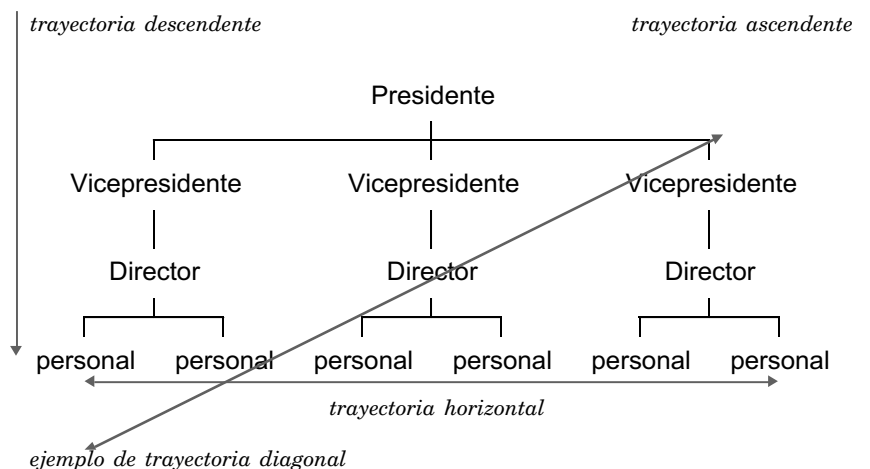 trayectoria descendente trayectoria ascendente
Presidente
Vicepresidente Vicepresidente Vicepresidente
Director Director Director
personal personal personal personal personal personal
trayectoria horizontal
ejemplo de trayectoria diagonal